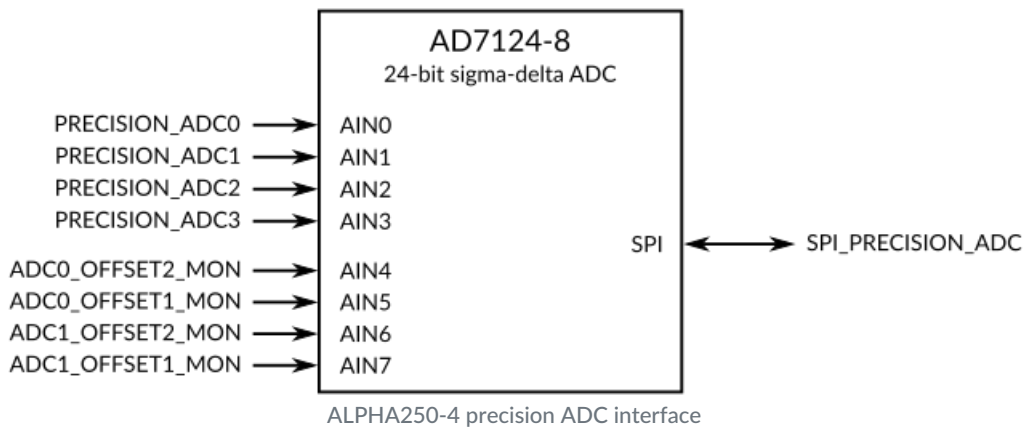 AD7124-8
24-bit sigma-delta ADC
PRECISION_ADC0 AIN0
PRECISION_ADC1 AIN1
PRECISION_ADC2 AIN2
PRECISION_ADC3 AIN3
SPI SPI_PRECISION_ADC
ADC0_OFFSET2_MON AIN4
ADC0_OFFSET1_MON AIN5
ADC1_OFFSET2_MON AIN6
ADC1_OFFSET1_MON AIN7
ALPHA250-4 precision ADC interface